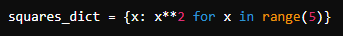 squares_dict = {x: x**2 for x in range(5)}